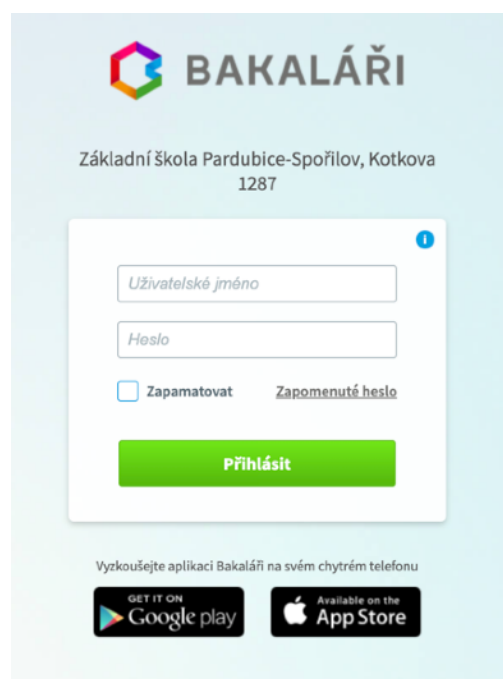 BAKALÁŘI
Základní škola Pardubice-Spořilov, Kotkova
1287
i
Uživatelské jméno
Heslo
Zapamatovat Zapomenuté heslo
Přihlásit
Vyzkoušejte aplikaci Bakaláři na svém chytrém telefonu
GET IT ON
Google play
Available on the
App Store